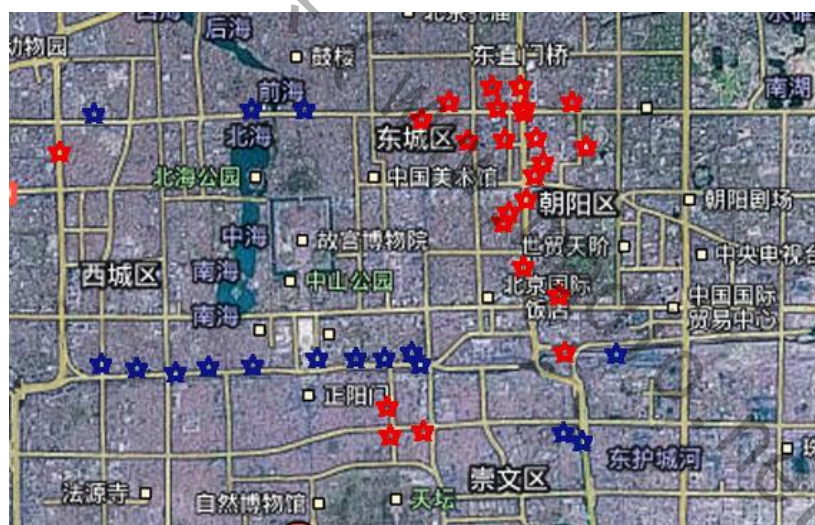 后海
动物园
鼓楼
东直门桥
前海
南湖
北海
东城区
北海公园
中国美术馆
朝阳区
朝阳剧场
中海
故宫博物院
世贸天阶
中央电视台
西城区
南海
中山公园
北京国际
饭店
中国国际
贸易中心
南海
正阳门
东护城河
崇文区
法源寺
自然博物馆
天坛